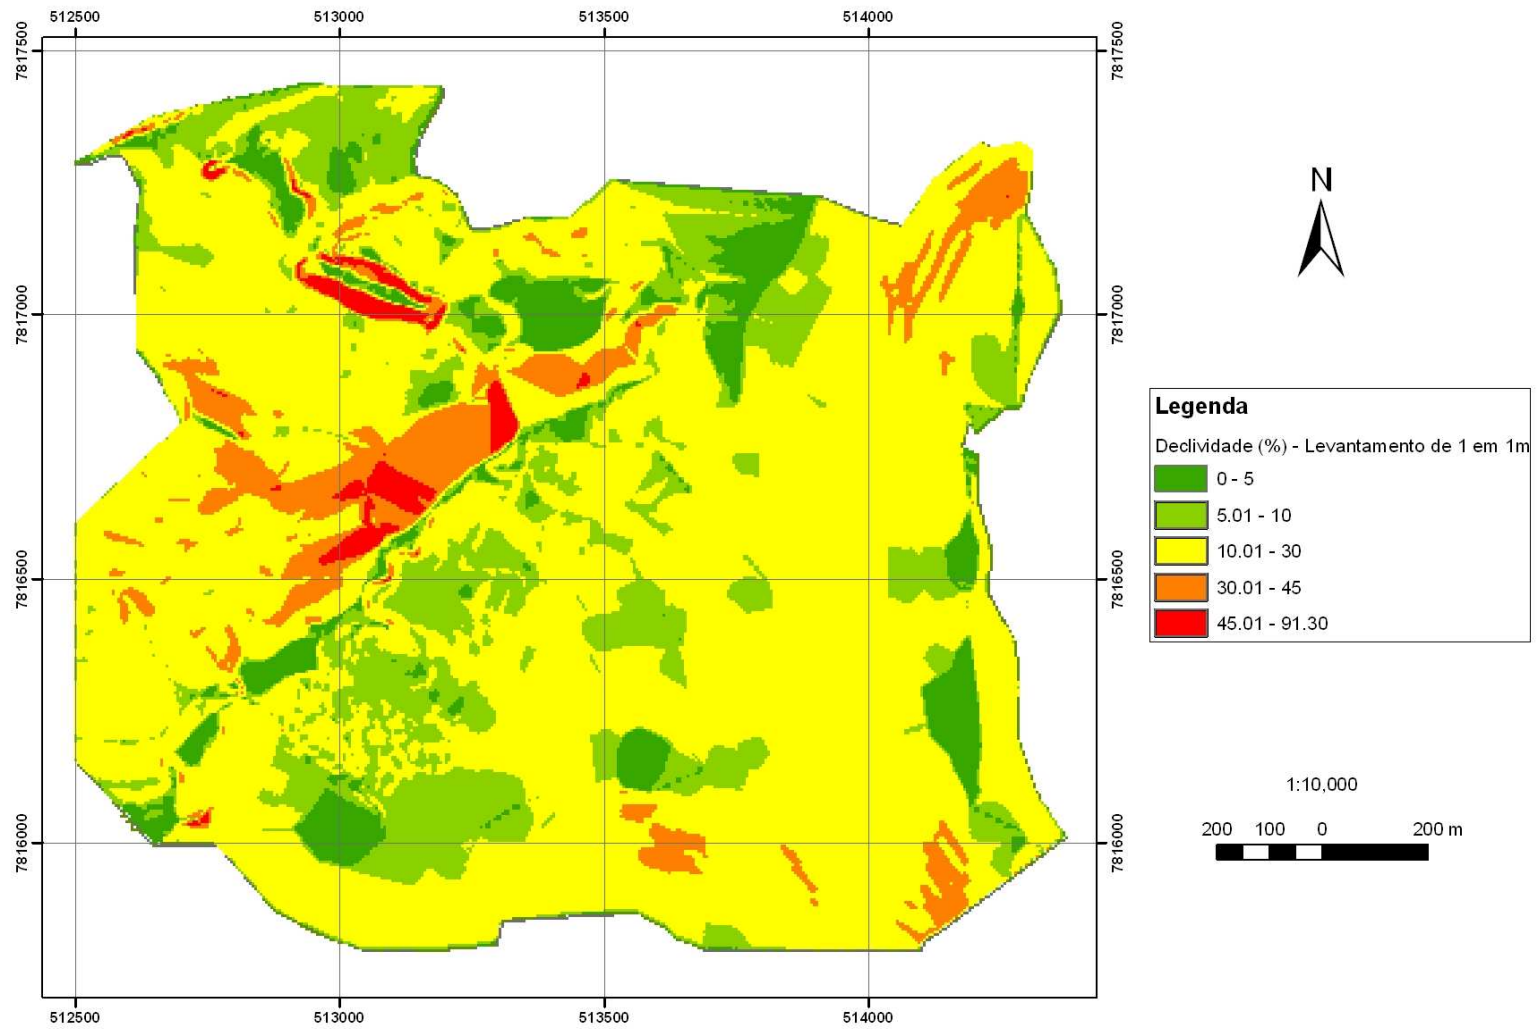 512500 513000 513500 514000
7817500 7817500
N
7817000 7817000
Legenda
Declividade (%) - Levantamento de 1 em 1m
0 - 5
5.01 - 10
10.01 - 30
30.01 - 45
45.01 - 91.30
7816500 7816500
1:10,000
200 100 0 200 m
7816000 7816000
512500 513000 513500 514000